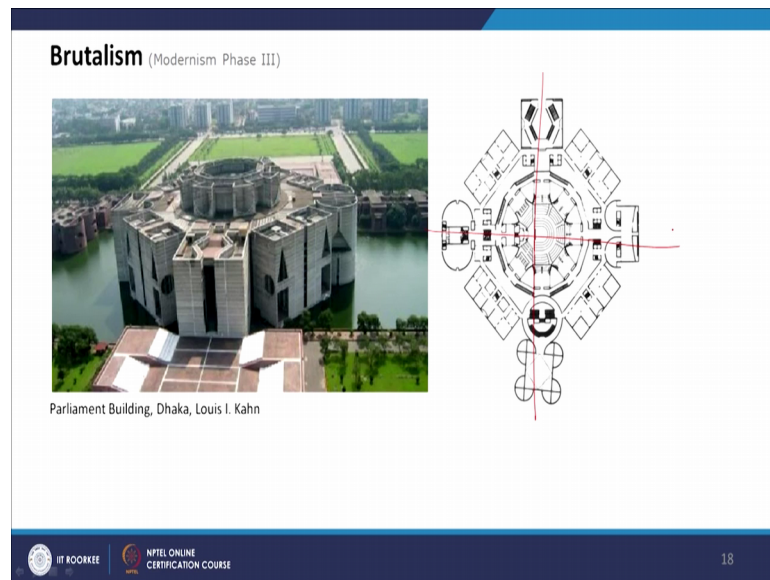 Brutalism (Modernism Phase III)
Parliament Building, Dhaka, Louis I. Kahn
IIT ROORKEE
NPTEL ONLINE
CERTIFICATION COURSE
18